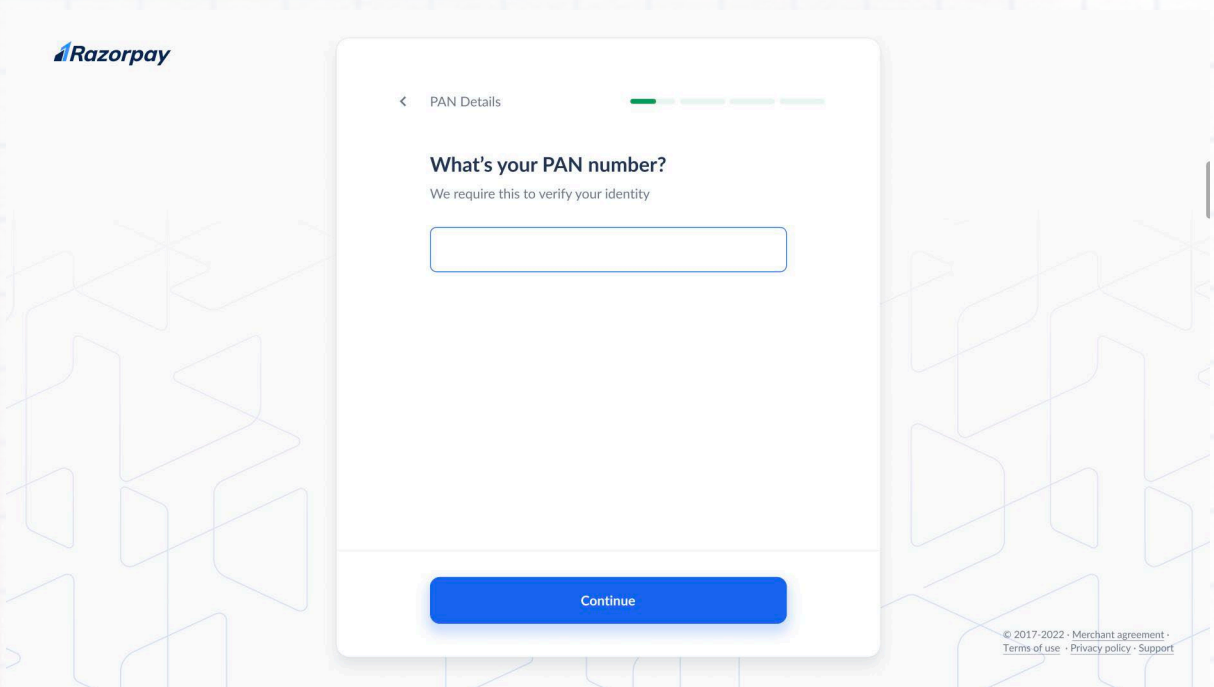 Razorpay
PAN Details
What's your PAN number?
We require this to verify your identity
Continue
© 2017-2022 · Merchant agreement ·
Terms of use · Privacy policy · Support